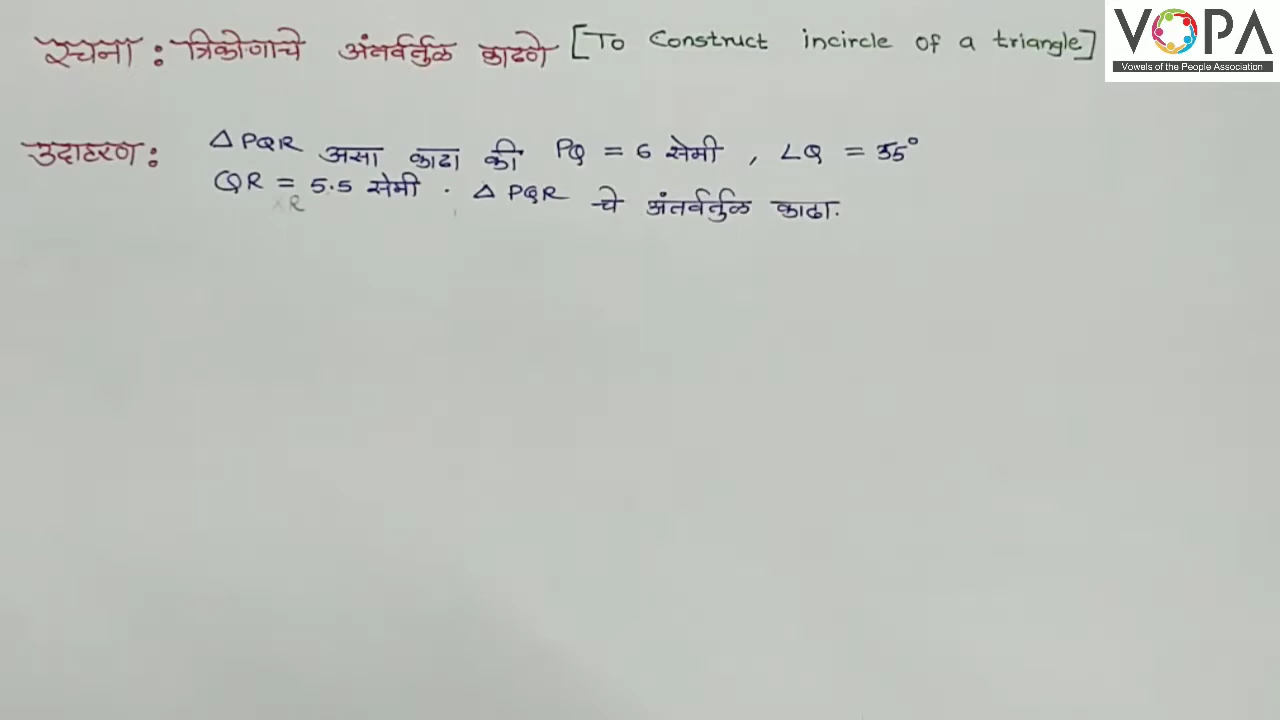 रचना : त्रिकोणाचे अंतर्वर्तुळ काढणे [To Construct incircle of a triangle]
VOPA
Vowels of the People Association
उदाहरण : △PQR असा काढा की PQ = 6 सेमी , ∠Q = 35°
QR = 5.5 सेमी . △PQR चे अंतर्वर्तुळ काढा.
R